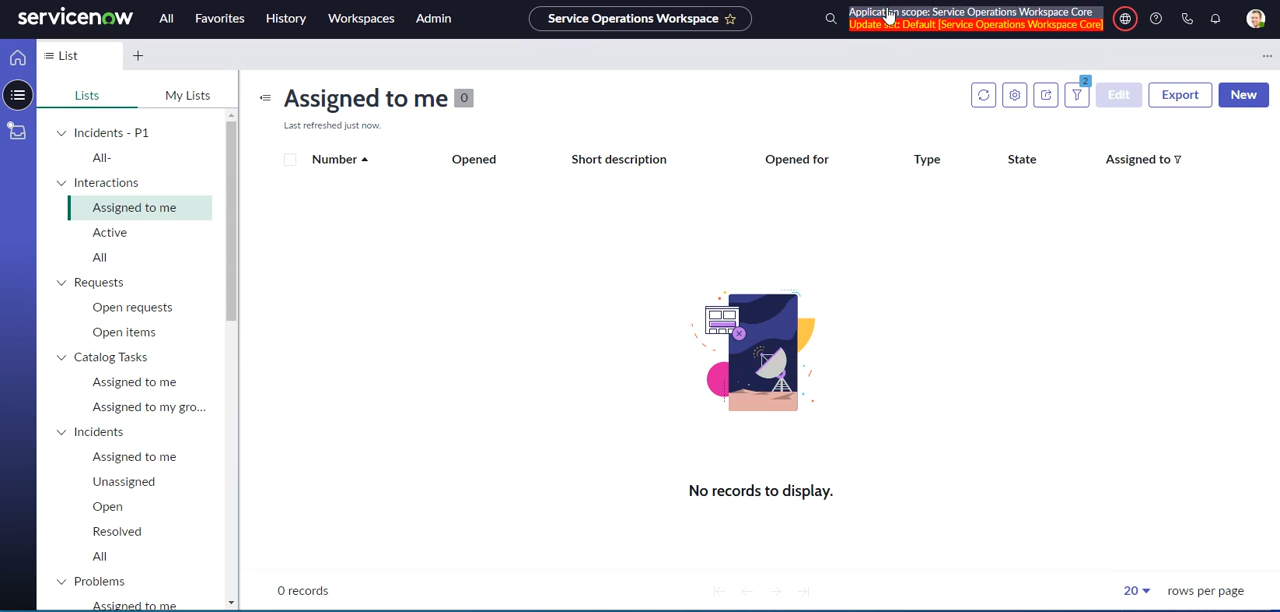 servicenow
All Favorites History Workspaces Admin
Service Operations Workspace
Application scope: Service Operations Workspace Core
Update set: Default [Service Operations Workspace Core]
List
Lists My Lists
Incidents - P1
All-
Interactions
Assigned to me
Active
All
Requests
Open requests
Open items
Catalog Tasks
Assigned to me
Assigned to my gro...
Incidents
Assigned to me
Unassigned
Open
Resolved
All
Problems
Assigned to me
Assigned to me 0
Last refreshed just now.
2
Edit Export New
Number Opened Short description Opened for Type State Assigned to
No records to display.
0 records
20 rows per page